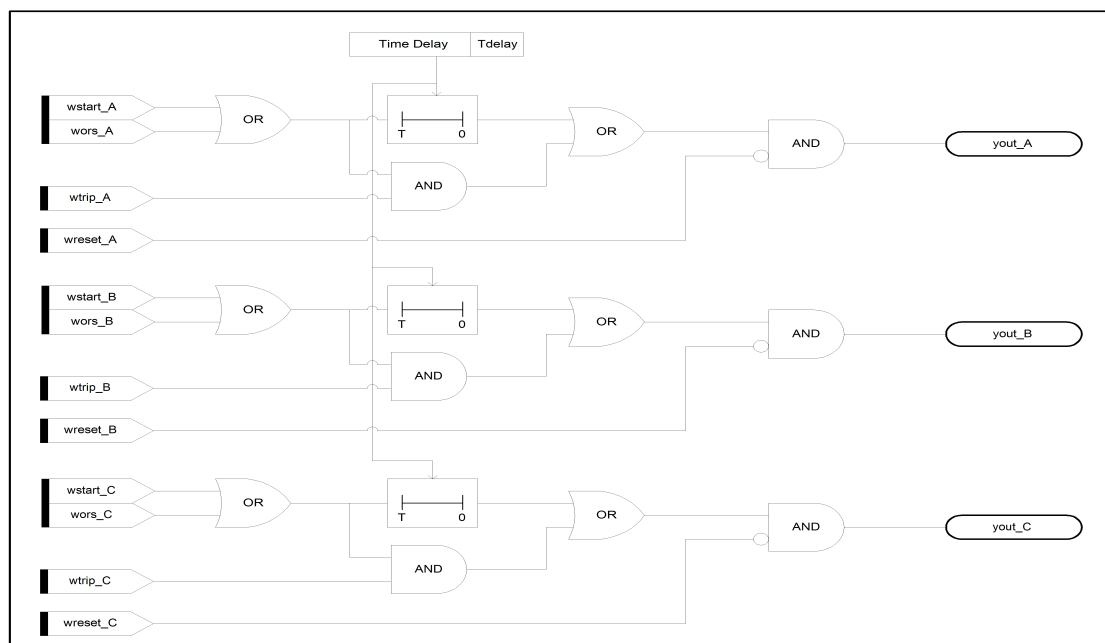 Time Delay Tdelay
wstart_A
wors_A
OR
T 0
OR
AND
yout_A
AND
wtrip_A
wreset_A
wstart_B
wors_B
OR
T 0
OR
AND
yout_B
AND
wtrip_B
wreset_B
wstart_C
wors_C
OR
T 0
OR
AND
yout_C
AND
wtrip_C
wreset_C